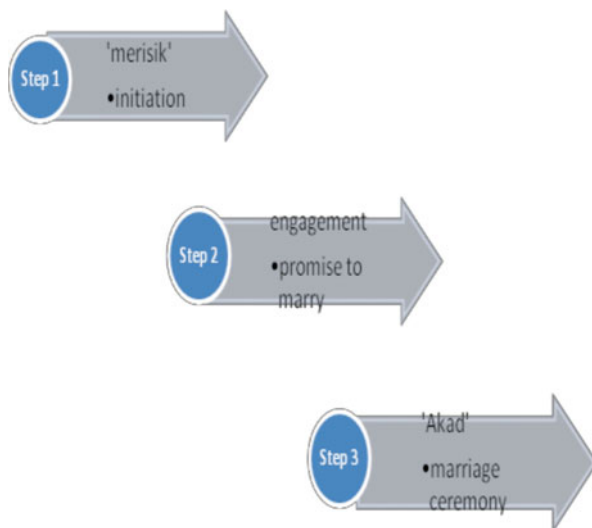 Step 1
'merisik'
•initiation
Step 2
engagement
•promise to
marry
Step 3
'Akad'
•marriage
ceremony